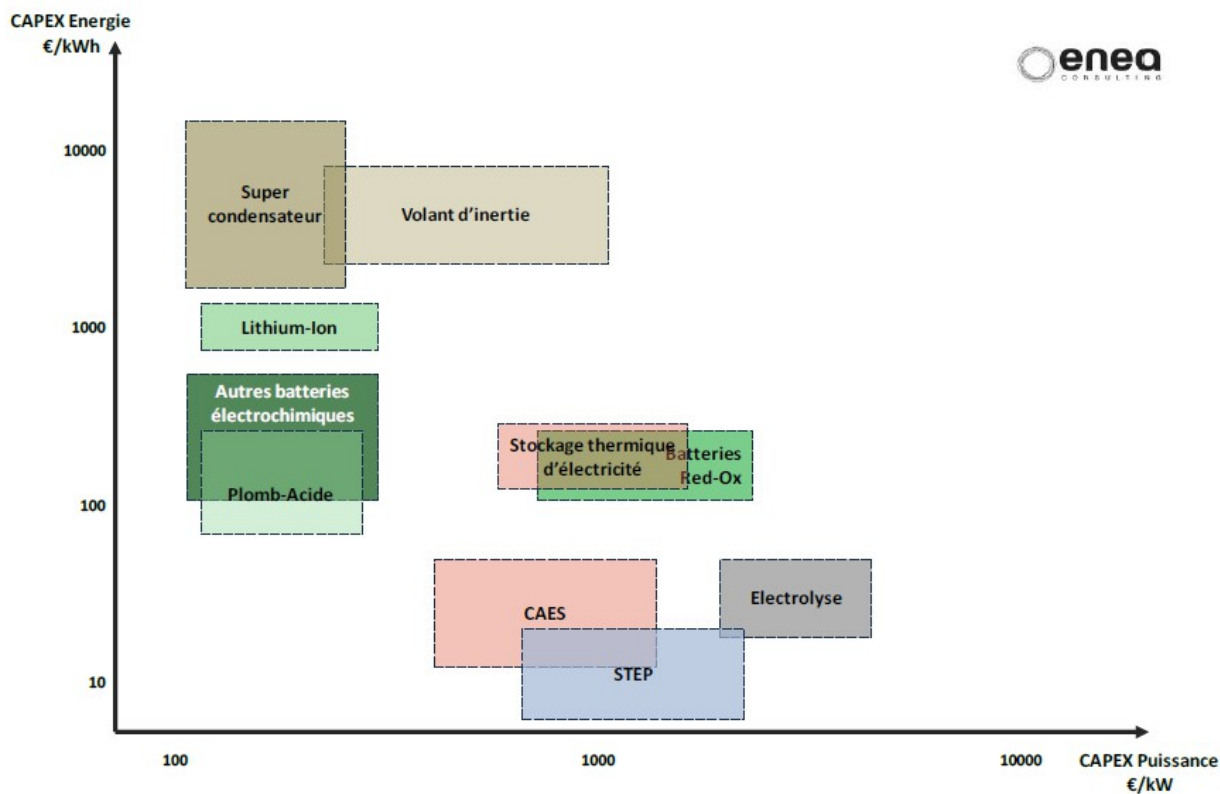 CAPEX Energie
€/kWh
enea
CONSULTING
10000
Super
condensateur
Volant d'inertie
1000
Lithium-Ion
Autres batteries
électrochimiques
Stockage thermique
d'électricité
Batteries
Red-Ox
100
Plomb-Acide
CAES
Electrolyse
10
STEP
100
1000
10000
CAPEX Puissance
€/kW